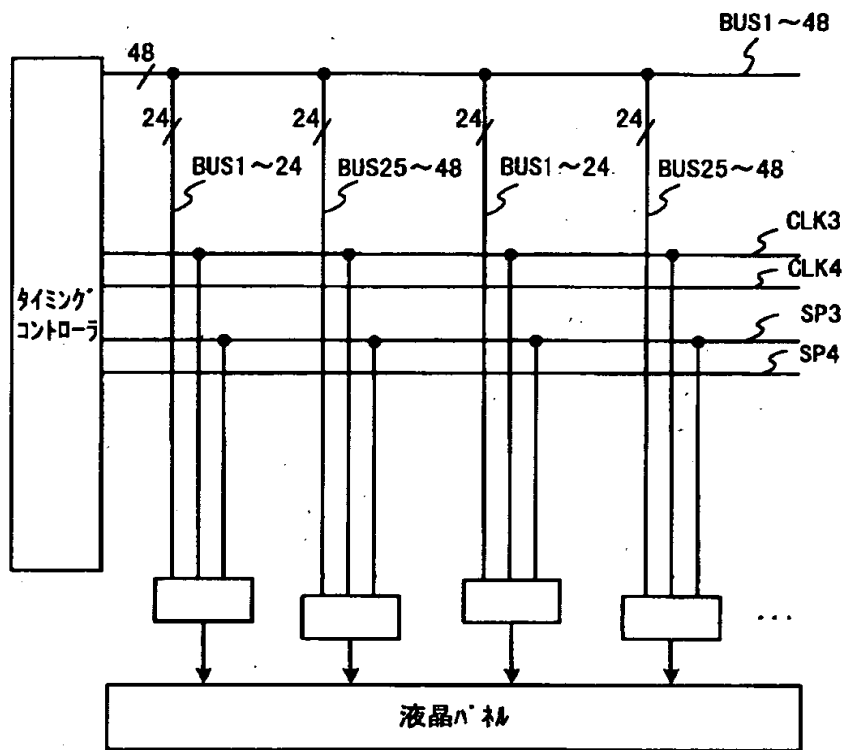 BUS1～48
48
24
24
24
24
BUS1～24
BUS25～48
BUS1～24
BUS25～48
CLK3
CLK4
ﾀｲﾐﾝｸﾞ
ｺﾝﾄﾛｰﾗ
SP3
SP4
...
液晶ﾊﾟﾈﾙ